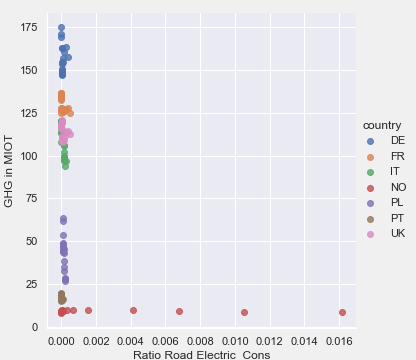 175
150
125
100
75
50
25
0
GHG in MIOT
0.000 0.002 0.004 0.006 0.008 0.010 0.012 0.014 0.016
Ratio Road Electric Cons
country
DE
FR
IT
NO
PL
PT
UK